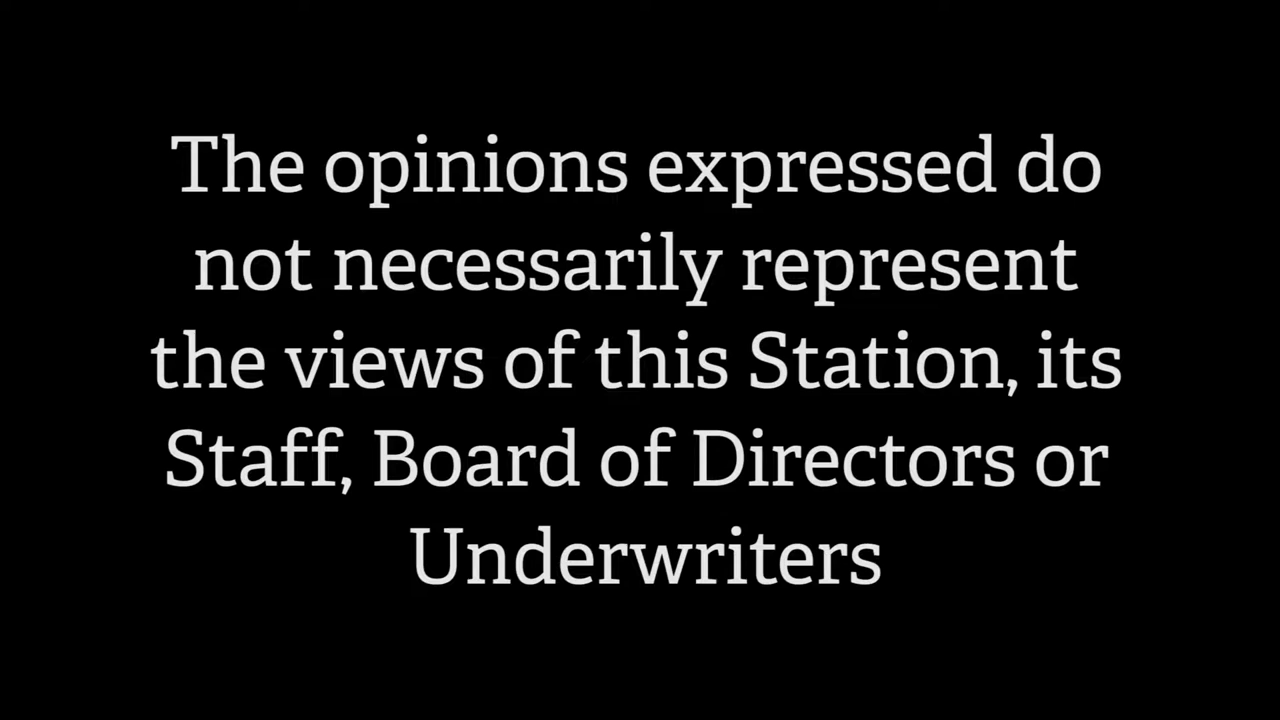 The opinions expressed do
not necessarily represent
the views of this Station, its
Staff, Board of Directors or
Underwriters